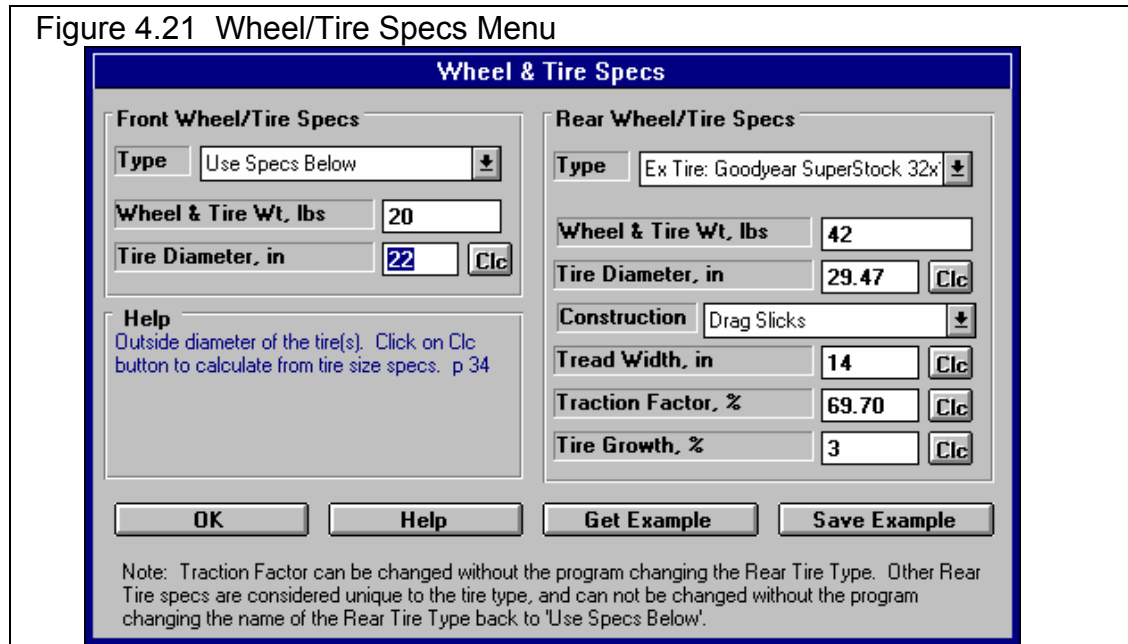 Figure 4.21  Wheel/Tire Specs Menu
Wheel & Tire Specs
Front Wheel/Tire Specs
Type Use Specs Below
Wheel & Tire Wt, lbs 20
Tire Diameter, in 22 Clc
Help
Outside diameter of the tire(s).  Click on Clc
button to calculate from tire size specs.  p 34
Rear Wheel/Tire Specs
Type Ex Tire: Goodyear SuperStock 32x
Wheel & Tire Wt, lbs 42
Tire Diameter, in 29.47 Clc
Construction Drag Slicks
Tread Width, in 14 Clc
Traction Factor, % 69.70 Clc
Tire Growth, % 3 Clc
OK Help Get Example Save Example
Note:  Traction Factor can be changed without the program changing the Rear Tire Type.  Other Rear
Tire specs are considered unique to the tire type, and can not be changed without the program
changing the name of the Rear Tire Type back to 'Use Specs Below'.